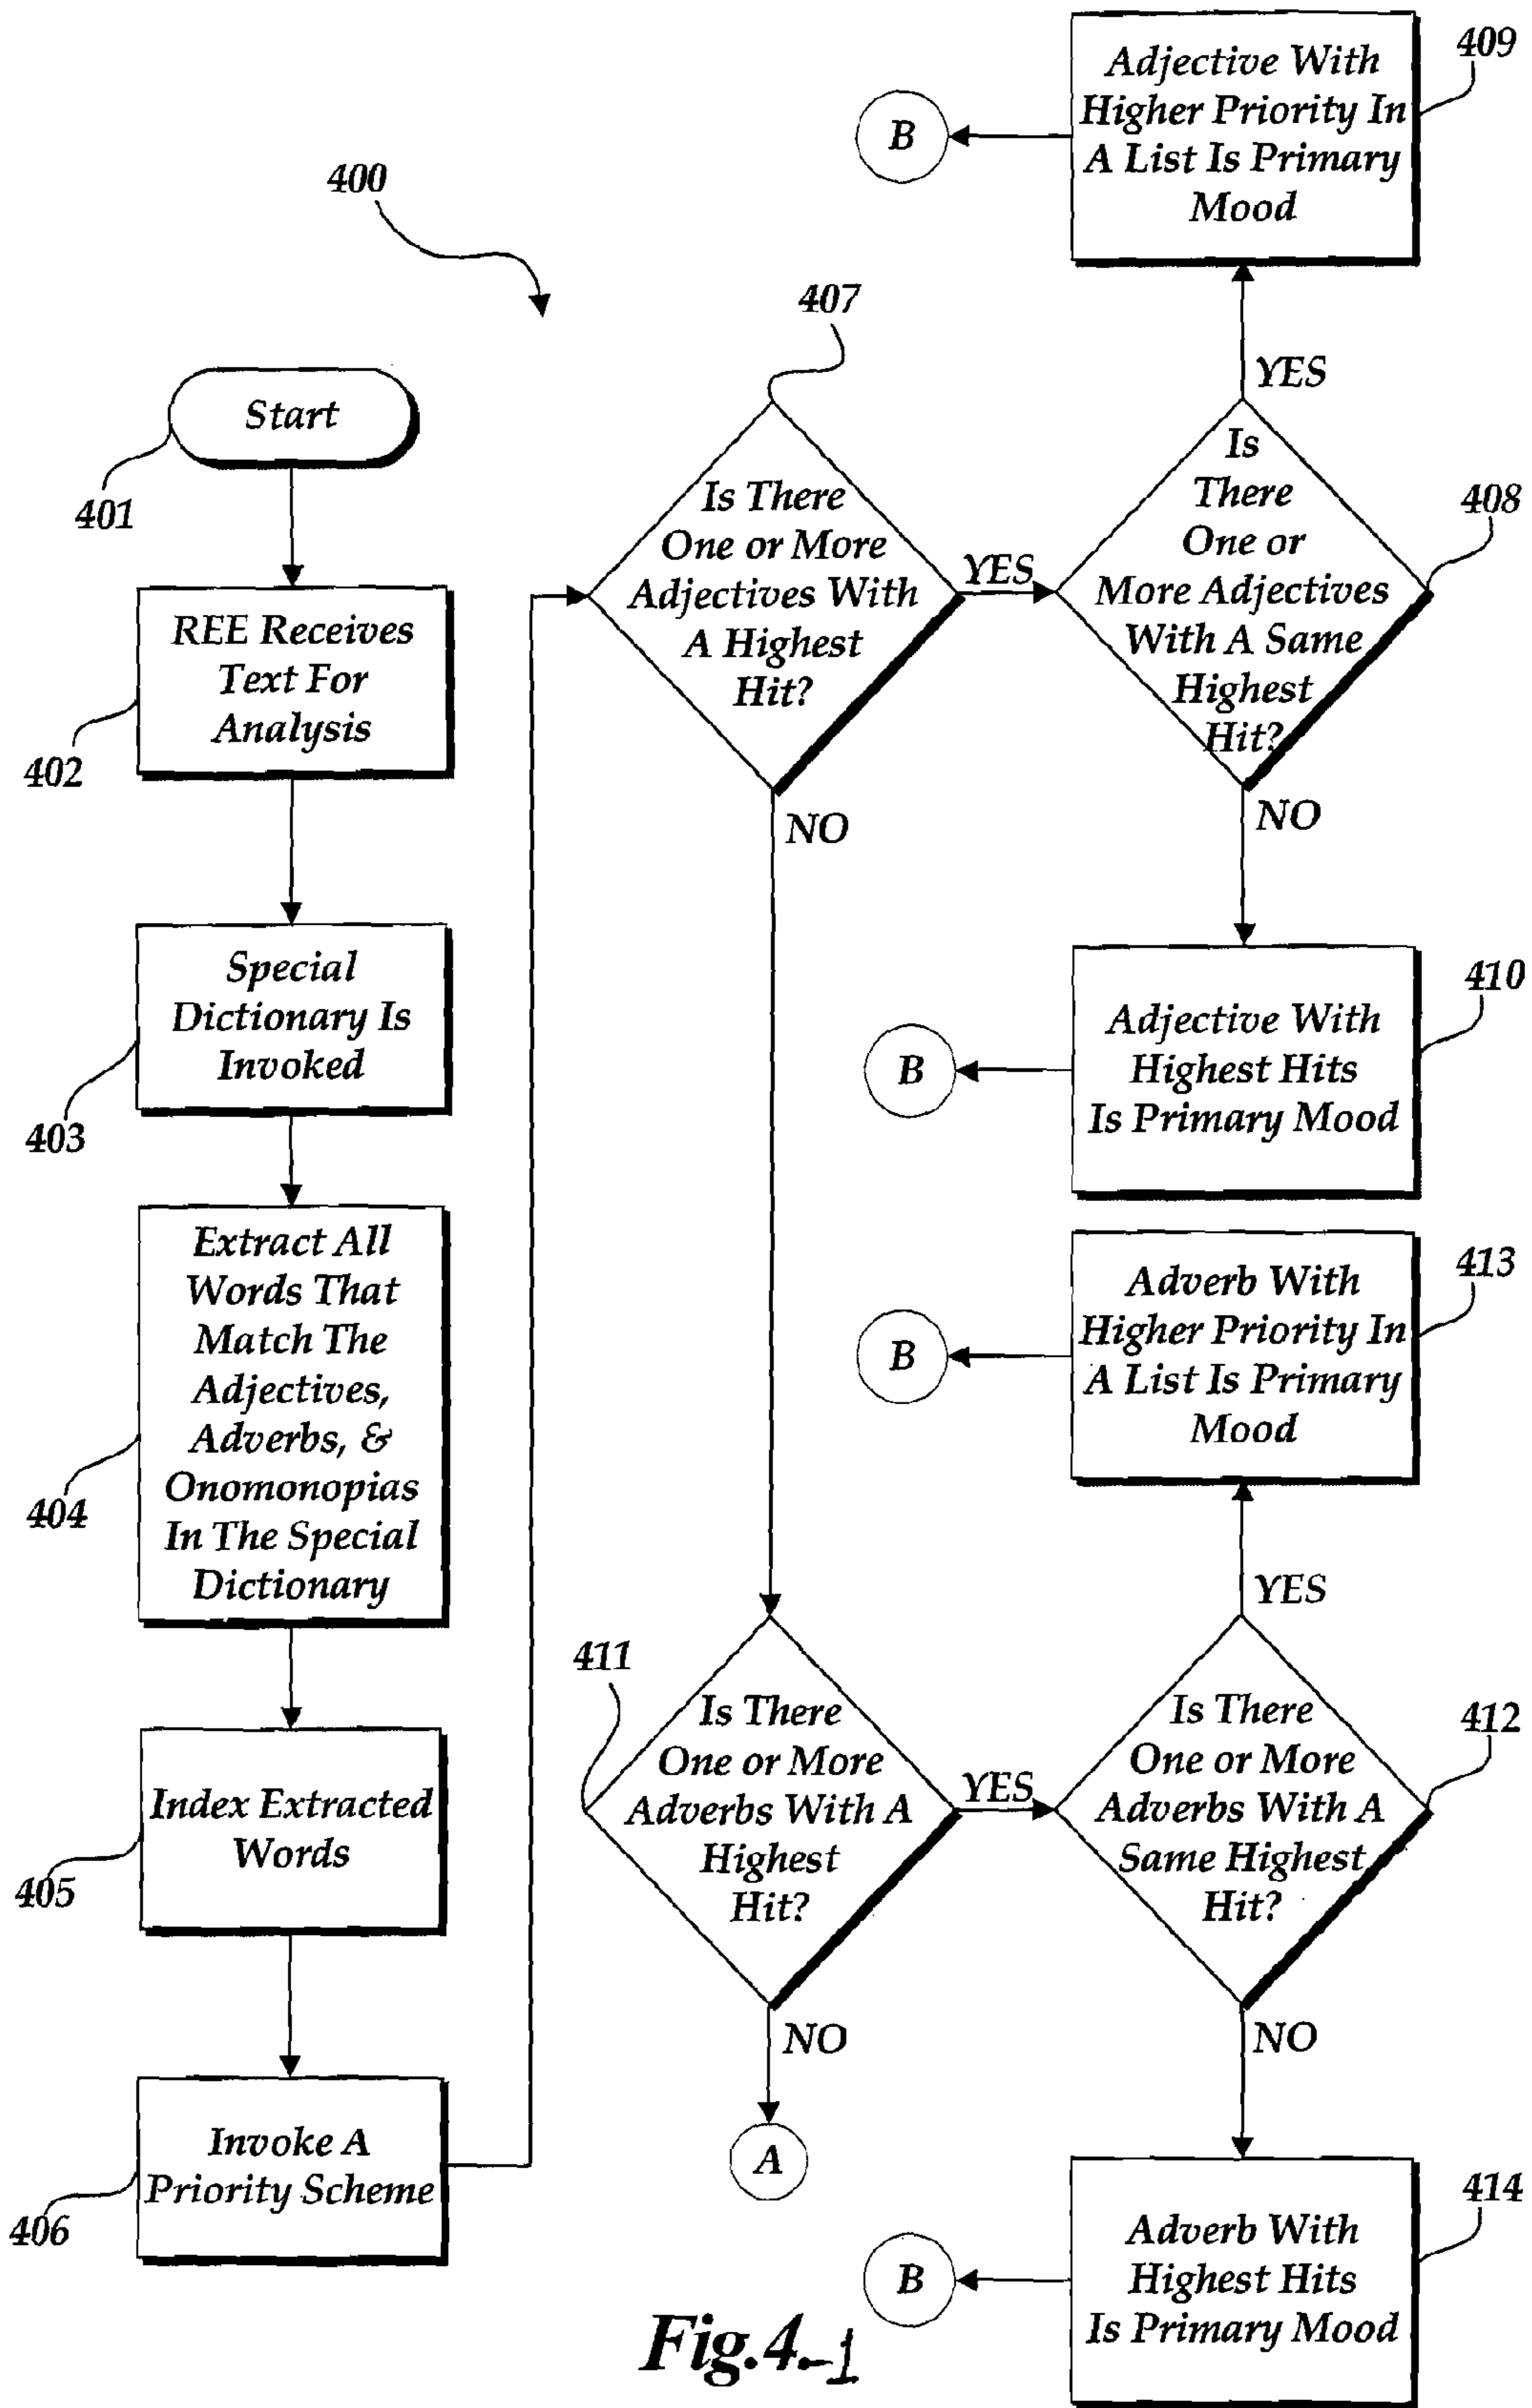 400
Start
401
REE Receives
Text For
Analysis
402
Special
Dictionary Is
Invoked
403
Extract All
Words That
Match The
Adjectives,
Adverbs, &
Onomonopias
In The Special
Dictionary
404
Index Extracted
Words
405
Invoke A
Priority Scheme
406
407
Is There
One or More
Adjectives With
A Highest
Hit?
YES
NO
408
Is
There
One or
More Adjectives
With A Same
Highest
Hit?
YES
NO
409
Adjective With
Higher Priority In
A List Is Primary
Mood
B
410
Adjective With
Highest Hits
Is Primary Mood
B
411
Is There
One or More
Adverbs With A
Highest
Hit?
YES
NO
A
412
Is There
One or More
Adverbs With A
Same Highest
Hit?
YES
NO
413
Adverb With
Higher Priority In
A List Is Primary
Mood
B
414
Adverb With
Highest Hits
Is Primary Mood
B
Fig.4.-1